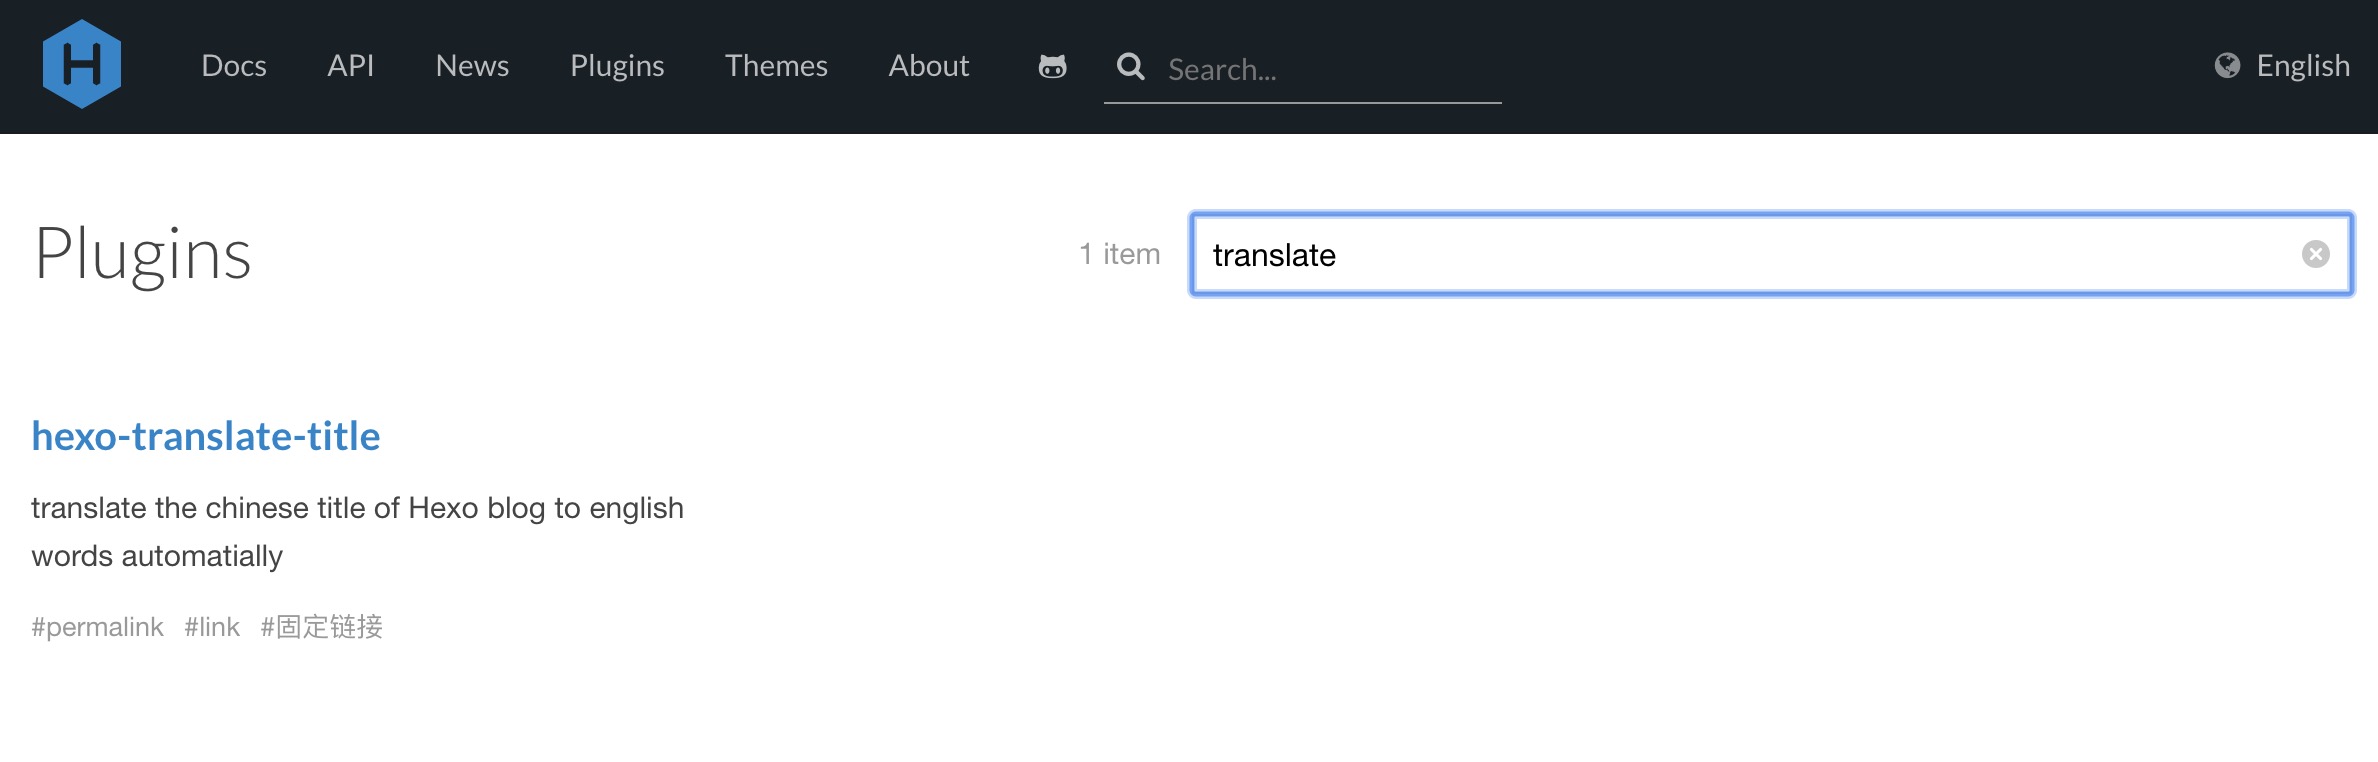 H
Docs API News Plugins Themes About Search... English
Plugins 1 item translate
hexo-translate-title
translate the chinese title of Hexo blog to english
words automatially
#permalink #link #固定链接